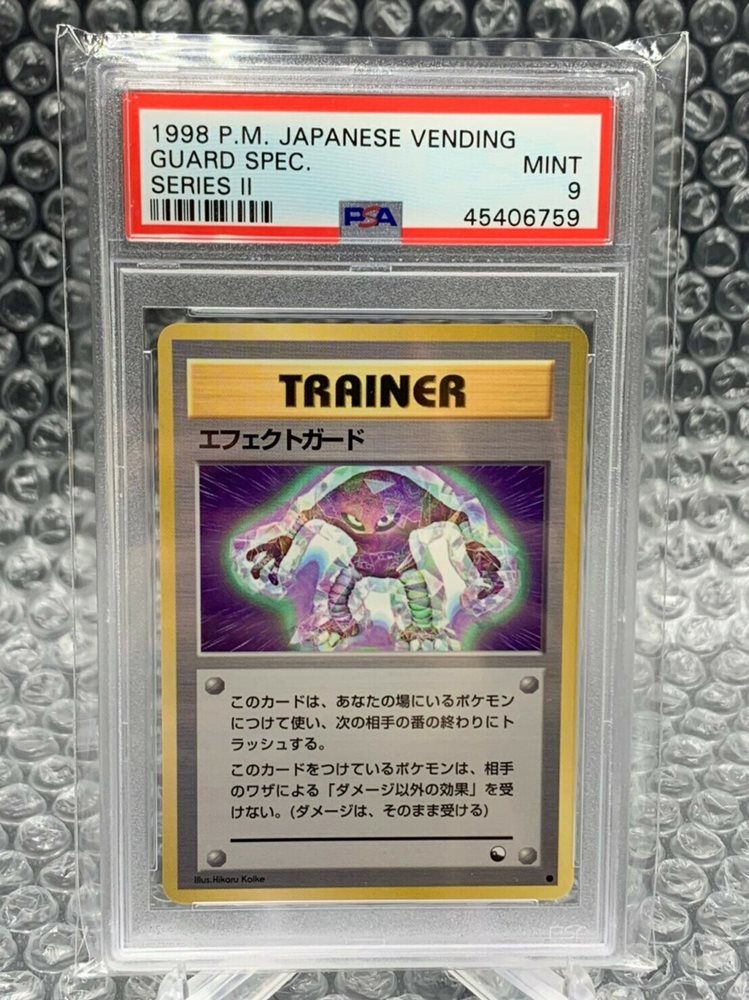 1998 P.M. JAPANESE VENDING
GUARD SPEC.
MINT
SERIES II
9
PSA
45406759
TRAINER
エフェクトガード
このカードは、あなたの場にいるポケモン
につけて使い、次の相手の番の終わりにト
ラッシュする。
このカードをつけているポケモンは、相手
のワザによる「ダメージ以外の効果」を受
けない。(ダメージは、そのまま受ける)
Illus.Hikaru Koike